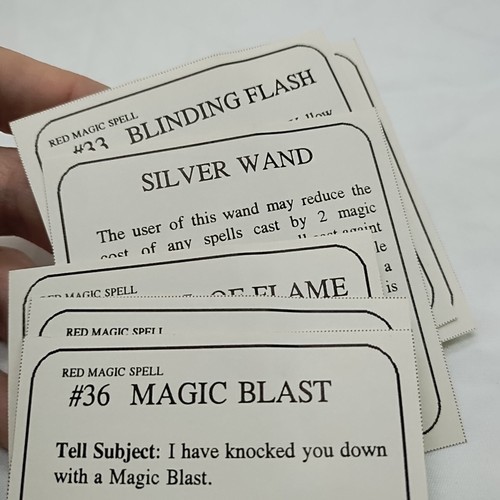 RED MAGIC SPELL
#33 BLINDING FLASH
SILVER WAND
The user of this wand may reduce the
cost of any spells cast by 2 magic
le
a
is
RED MAGIC SPELL
OF FLAME
RED MAGIC SPELL
RED MAGIC SPELL
#36 MAGIC BLAST
Tell Subject: I have knocked you down
with a Magic Blast.